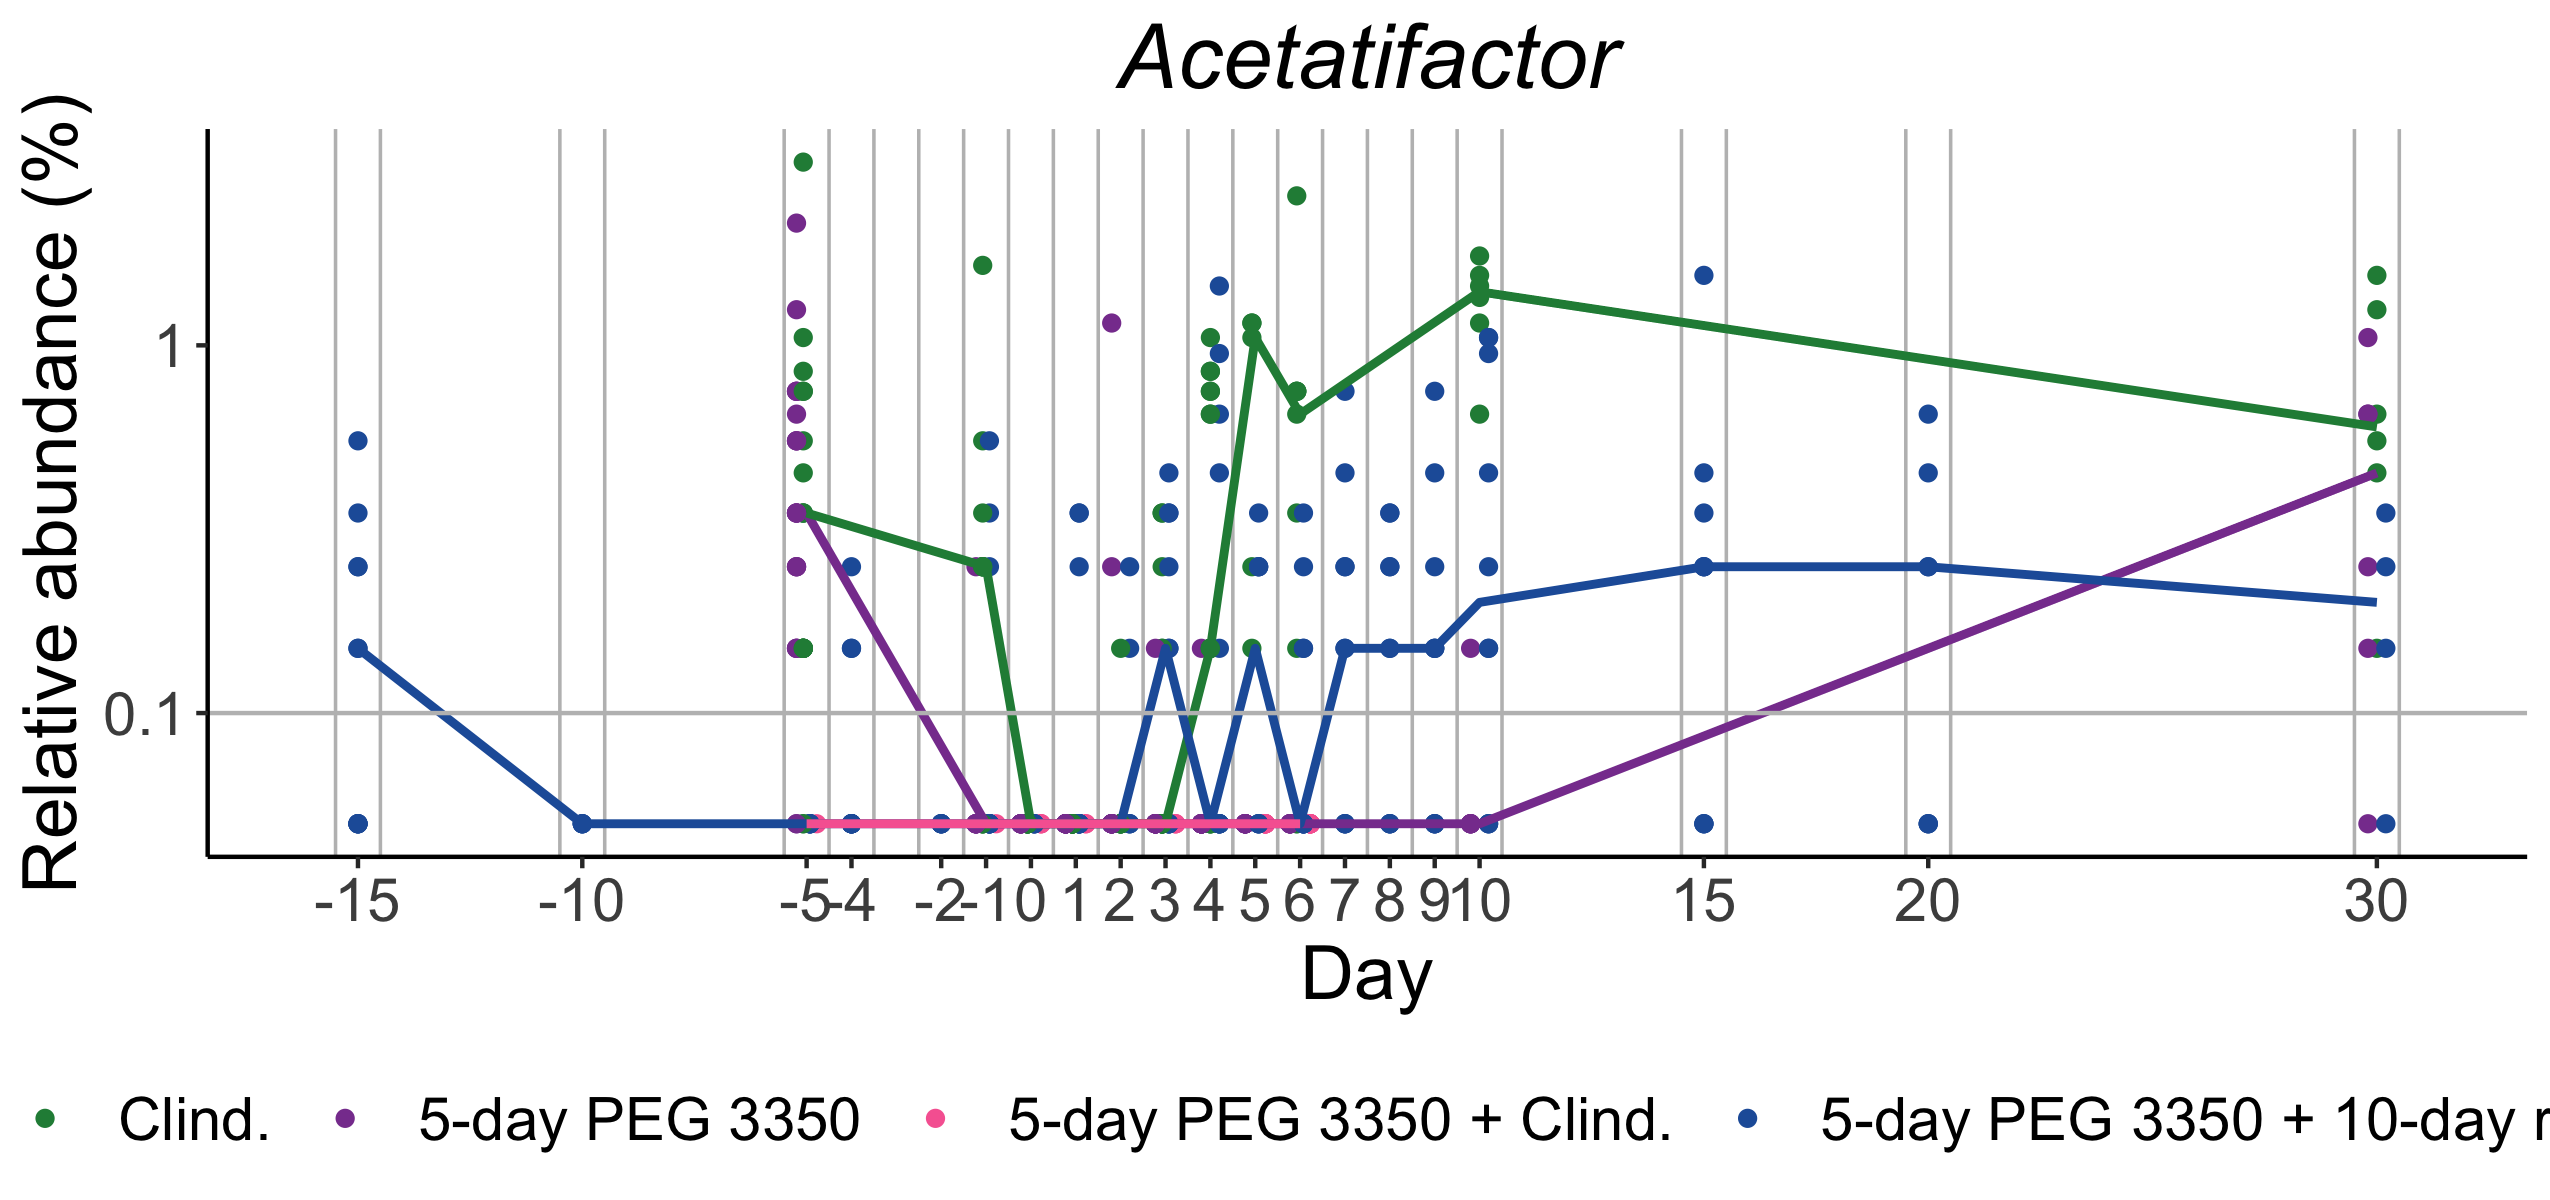 Acetatifactor
Relative abundance (%)
1
0.1
-15 -10 -5 -4 -2 -1 0 1 2 3 4 5 6 7 8 9 10 15 20 30
Day
Clind. 5-day PEG 3350 5-day PEG 3350 + Clind. 5-day PEG 3350 + 10-day r